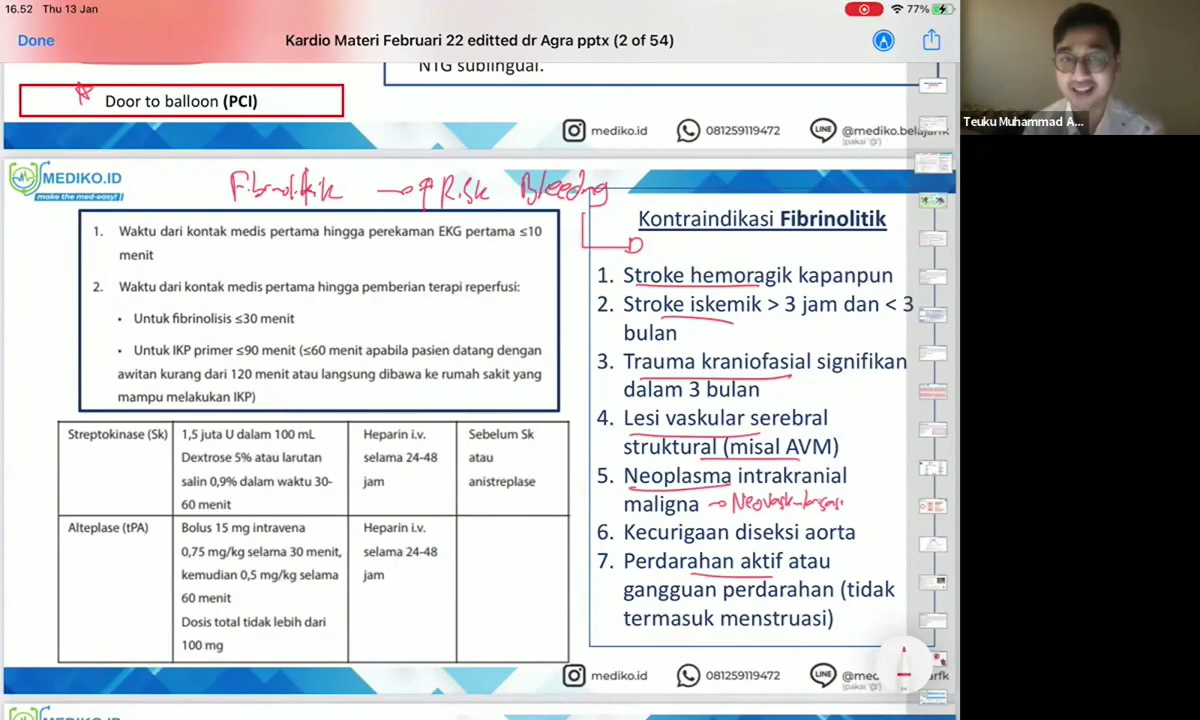 16.52 Thu 13 Jan
77%
Done
Kardio Materi Februari 22 editted dr Agra pptx (2 of 54)
NTG sublingual.
Door to balloon (PCI)
mediko.id
081259119472
LINE
@mediko.belajarfk
(pakai '@')
Teuku Muhammad A...
MEDIKO.ID
make the med-easy!
Risk Bleeding
Kontraindikasi Fibrinolitik
1. Waktu dari kontak medis pertama hingga perekaman EKG pertama ≤10
menit
2. Waktu dari kontak medis pertama hingga pemberian terapi reperfusi:
• Untuk fibrinolisis ≤30 menit
• Untuk IKP primer ≤90 menit (≤60 menit apabila pasien datang dengan
awitan kurang dari 120 menit atau langsung dibawa ke rumah sakit yang
mampu melakukan IKP)
Streptokinase (Sk)
1,5 juta U dalam 100 mL
Dextrose 5% atau larutan
salin 0,9% dalam waktu 30-
60 menit
Heparin i.v.
selama 24-48
jam
Sebelum Sk
atau
anistreplase
Alteplase (tPA)
Bolus 15 mg intravena
0,75 mg/kg selama 30 menit,
kemudian 0,5 mg/kg selama
60 menit
Dosis total tidak lebih dari
100 mg
Heparin i.v.
selama 24-48
jam
1. Stroke hemoragik kapanpun
2. Stroke iskemik > 3 jam dan < 3
bulan
3. Trauma kraniofasial signifikan
dalam 3 bulan
4. Lesi vaskular serebral
struktural (misal AVM)
5. Neoplasma intrakranial
maligna
6. Kecurigaan diseksi aorta
7. Perdarahan aktif atau
gangguan perdarahan (tidak
termasuk menstruasi)
mediko.id
081259119472
LINE
(pakai '@')
MEDIKO.ID